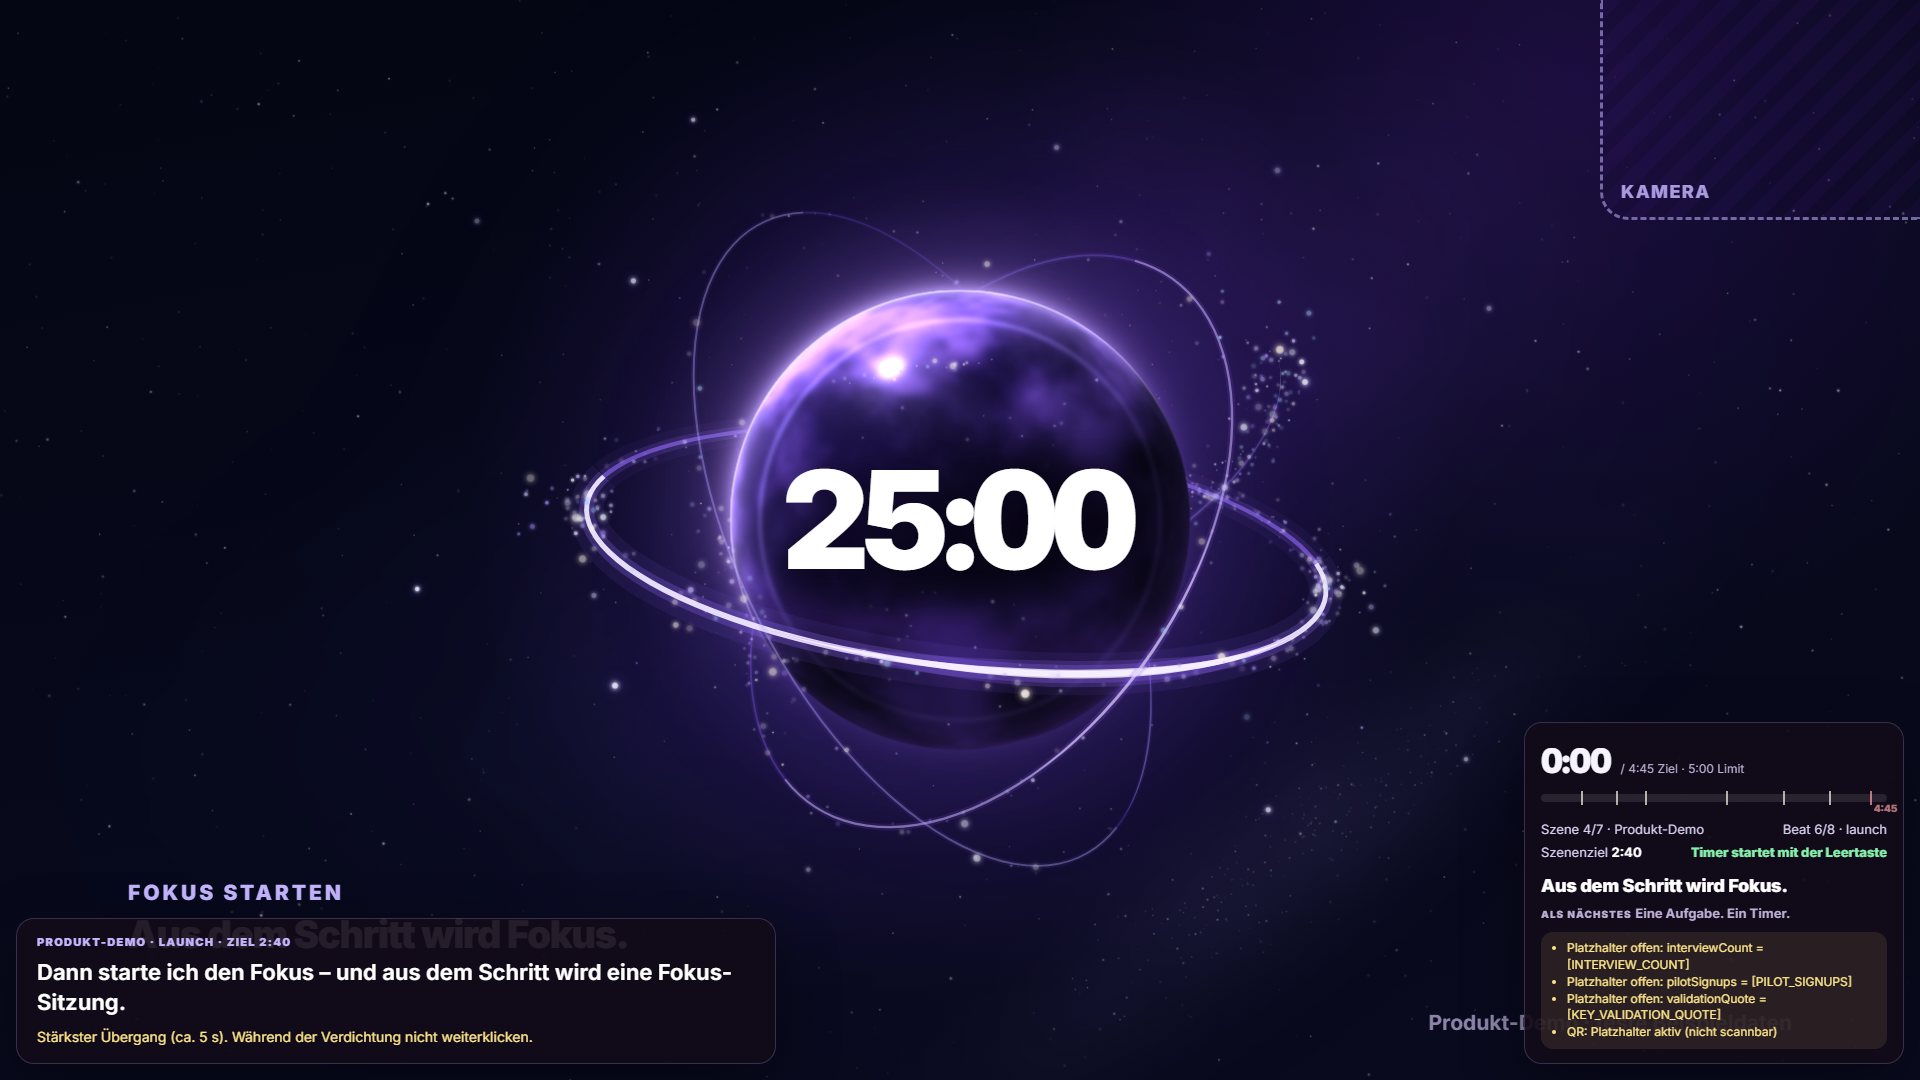 KAMERA
25:00
FOKUS STARTEN
Aus dem Schritt wird Fokus.
PRODUKT-DEMO · LAUNCH · ZIEL 2:40
Dann starte ich den Fokus – und aus dem Schritt wird eine Fokus-
Sitzung.
Stärkster Übergang (ca. 5 s). Während der Verdichtung nicht weiterklicken.
0:00 / 4:45 Ziel · 5:00 Limit
4:45
Szene 4/7 · Produkt-Demo Beat 6/8 · launch
Szenenziel 2:40 Timer startet mit der Leertaste
Aus dem Schritt wird Fokus.
ALS NÄCHSTES Eine Aufgabe. Ein Timer.
• Platzhalter offen: interviewCount =
[INTERVIEW_COUNT]
• Platzhalter offen: pilotSignups = [PILOT_SIGNUPS]
• Platzhalter offen: validationQuote =
[KEY_VALIDATION_QUOTE]
• QR: Platzhalter aktiv (nicht scannbar)
Produkt-Demo